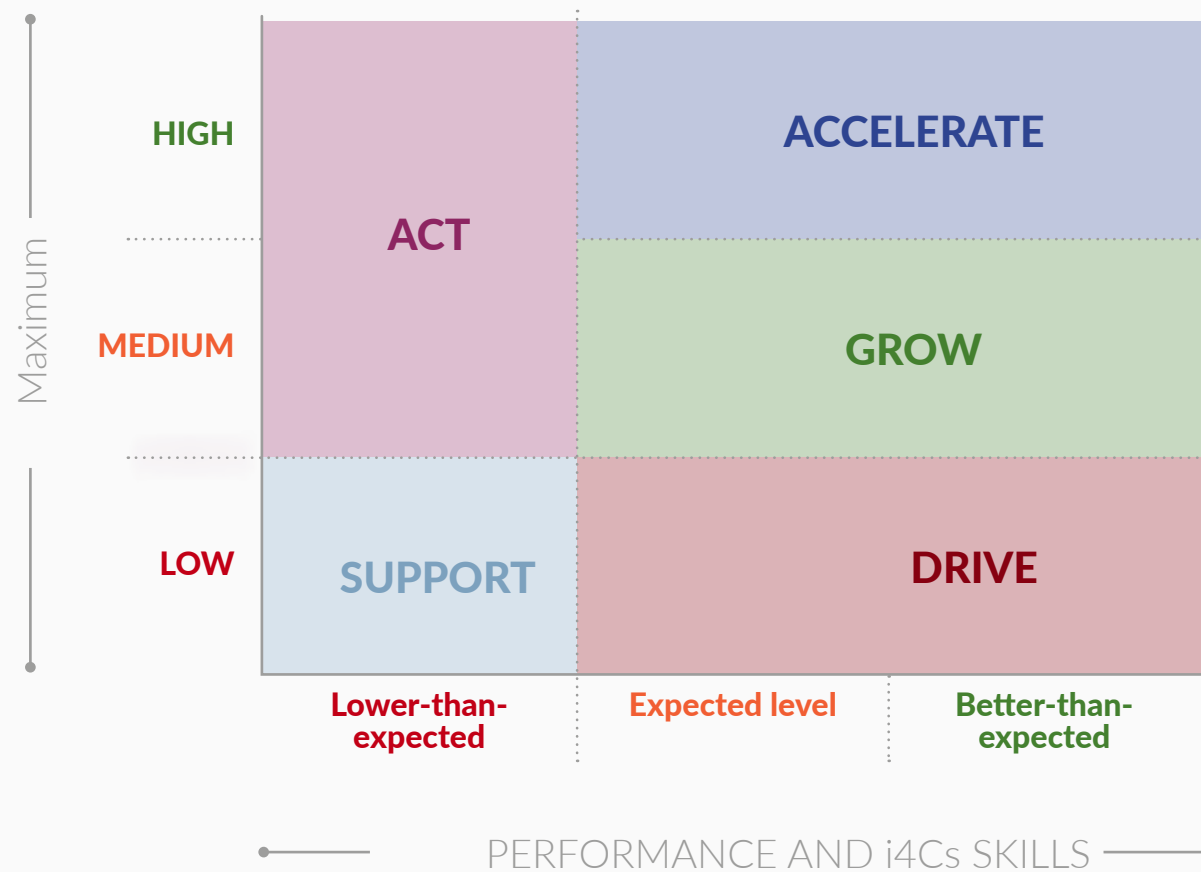 HIGH
ACCELERATE
ACT
Maximum
MEDIUM
GROW
LOW
SUPPORT
DRIVE
Lower-than-
expected
Expected level
Better-than-
expected
PERFORMANCE AND i4Cs SKILLS